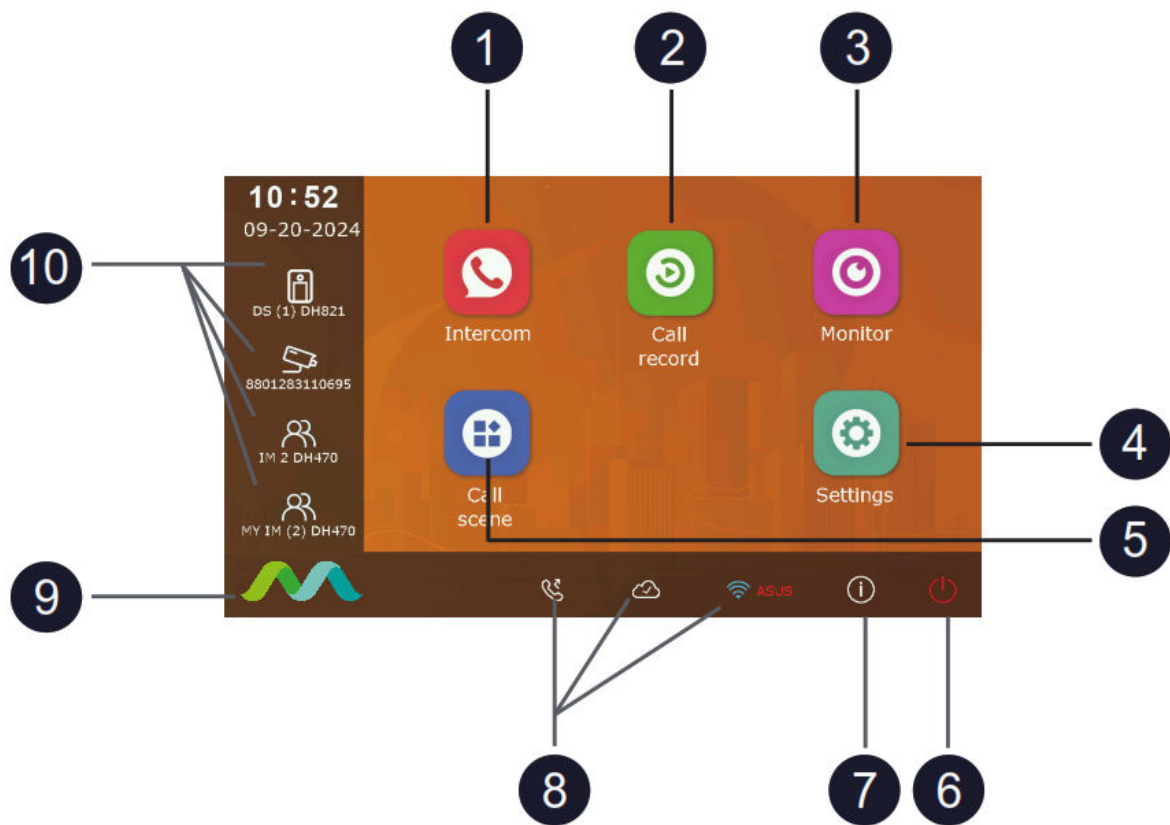 1
2
3
10:52
09-20-2024
10
DS (1) DH821
Intercom
Call
record
Monitor
8801283110695
IM 2 DH470
4
Call
scene
Settings
MY IM (2) DH470
5
9
ASUS
8
7
6